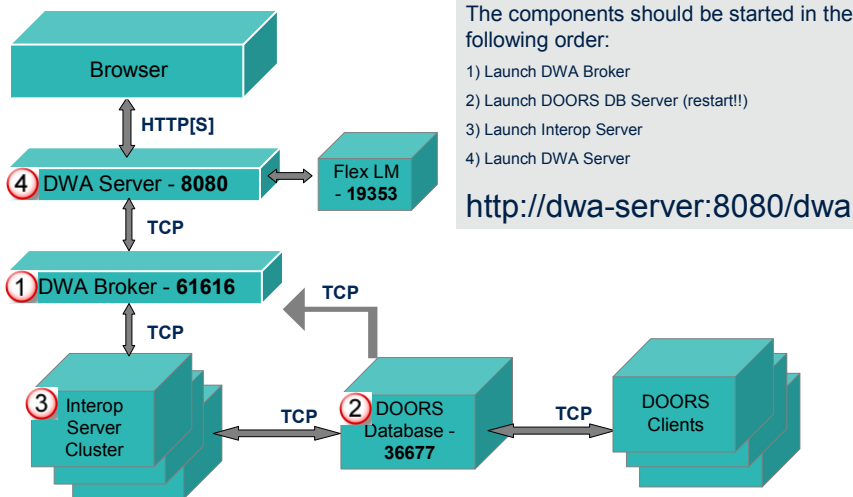 The components should be started in the
following order:
1) Launch DWA Broker
2) Launch DOORS DB Server (restart!!)
3) Launch Interop Server
4) Launch DWA Server
http://dwa-server:8080/dwa
Browser
HTTP[S]
4 DWA Server - 8080
Flex LM
- 19353
TCP
1 DWA Broker - 61616
TCP
TCP
3 Interop
Server
Cluster
TCP
2 DOORS
Database -
36677
TCP
DOORS
Clients